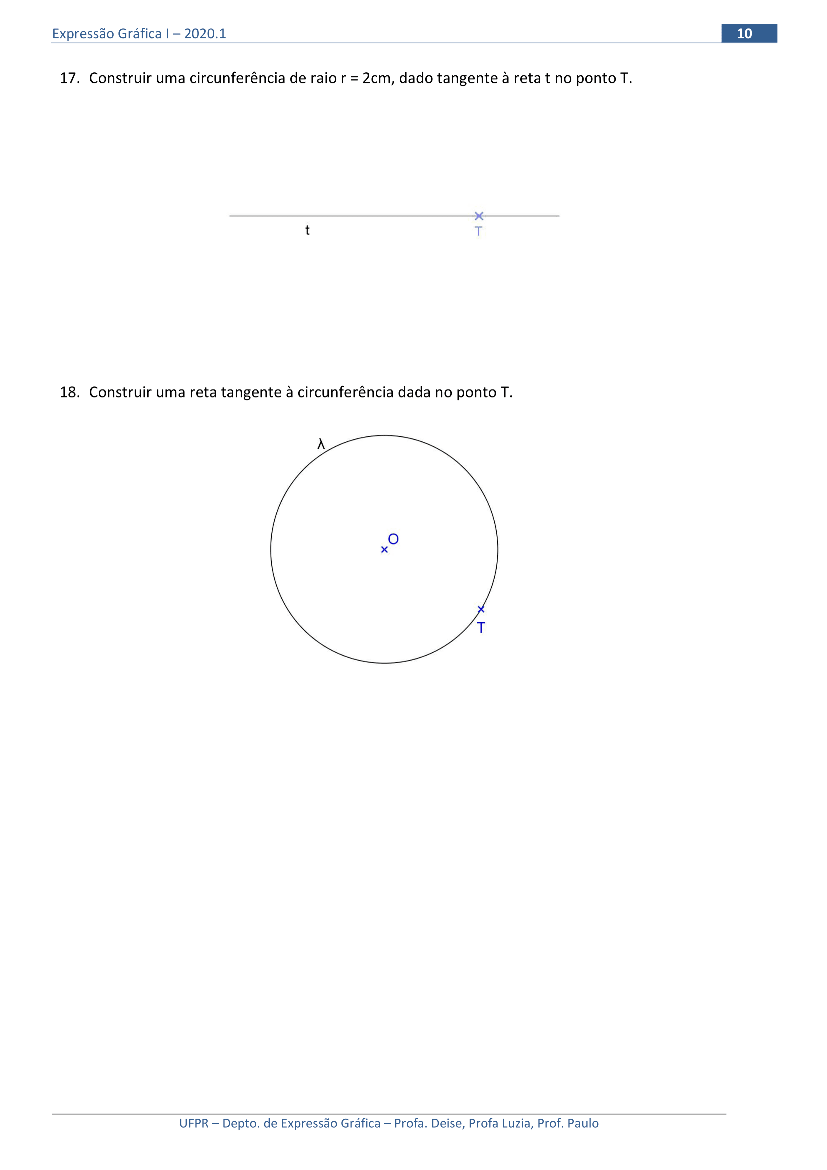 Expressão Gráfica I – 2020.1
10
17. Construir uma circunferência de raio r = 2cm, dado tangente à reta t no ponto T.
t
T
18. Construir uma reta tangente à circunferência dada no ponto T.
λ
O
T
UFPR – Depto. de Expressão Gráfica – Profa. Deise, Profa Luzia, Prof. Paulo